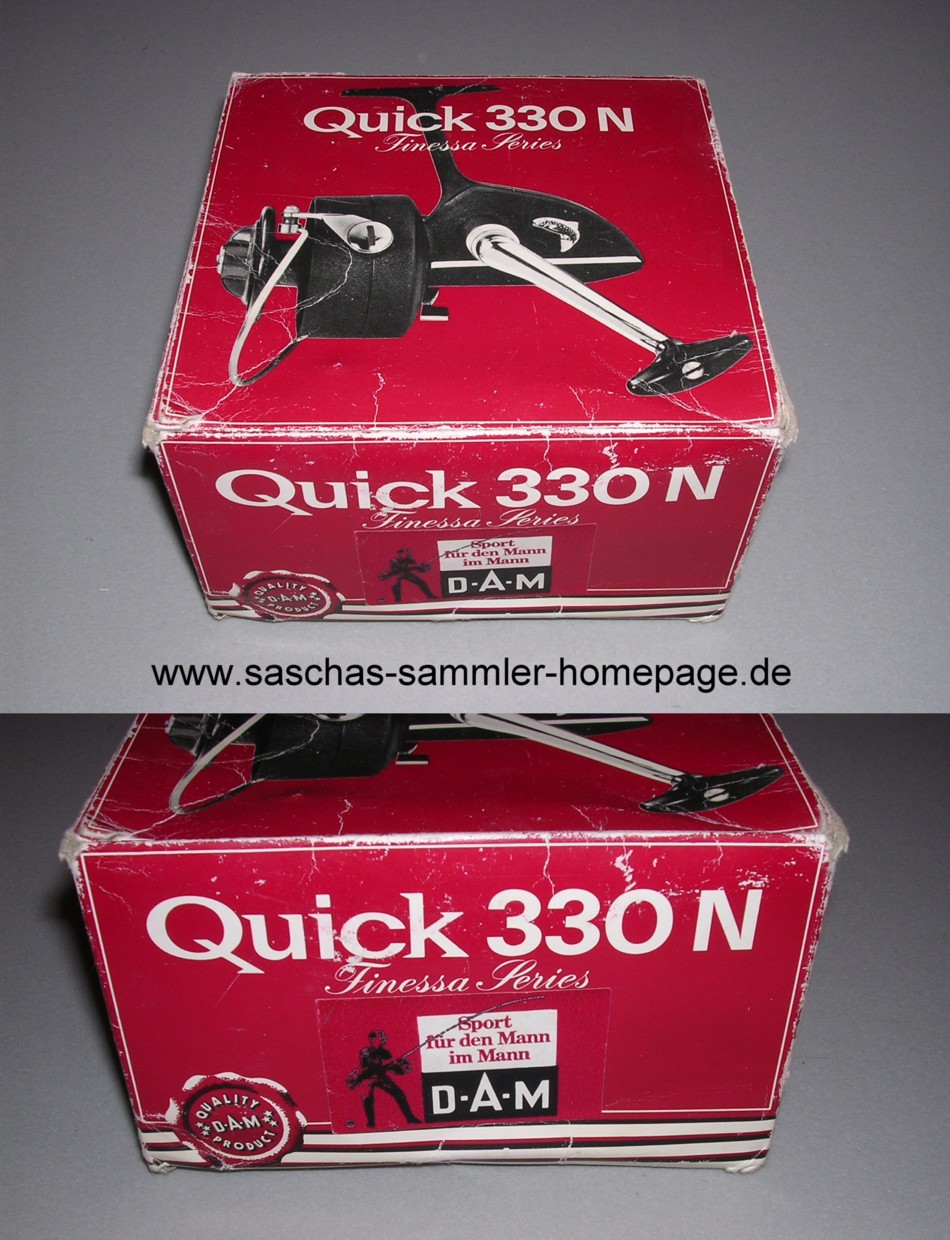 Quick 330 N
Finessa Series
Quick 330 N
Finessa Series
Sport
für den Mann
im Mann
D·A·M
QUALITY
D·A·M
PRODUCT
www.saschas-sammler-homepage.de
Quick 330 N
Finessa Series
Sport
für den Mann
im Mann
D·A·M
QUALITY
D·A·M
PRODUCT